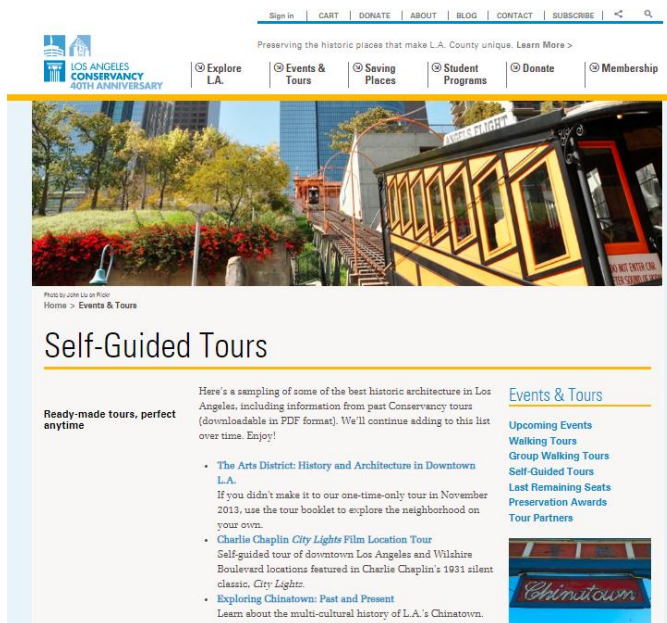 Sign in | CART | DONATE | ABOUT | BLOG | CONTACT | SUBSCRIBE
Preserving the historic places that make L.A. County unique. Learn More >
LOS ANGELES
CONSERVANCY
40TH ANNIVERSARY
Explore L.A.
Events & Tours
Saving Places
Student Programs
Donate
Membership
ANGELS FLIGHT
DO NOT ENTER CAR
AFTER SOUND OF
Photo by John Liu on Flickr
Home > Events & Tours
Self-Guided Tours
Ready-made tours, perfect
anytime
Here's a sampling of some of the best historic architecture in Los
Angeles, including information from past Conservancy tours
(downloadable in PDF format). We'll continue adding to this list
over time. Enjoy!
• The Arts District: History and Architecture in Downtown
L.A.
If you didn't make it to our one-time-only tour in November
2013, use the tour booklet to explore the neighborhood on
your own.
• Charlie Chaplin City Lights Film Location Tour
Self-guided tour of downtown Los Angeles and Wilshire
Boulevard locations featured in Charlie Chaplin's 1931 silent
classic, City Lights.
• Exploring Chinatown: Past and Present
Learn about the multi-cultural history of L.A.'s Chinatown.
Events & Tours
Upcoming Events
Walking Tours
Group Walking Tours
Self-Guided Tours
Last Remaining Seats
Preservation Awards
Tour Partners
Chinatown